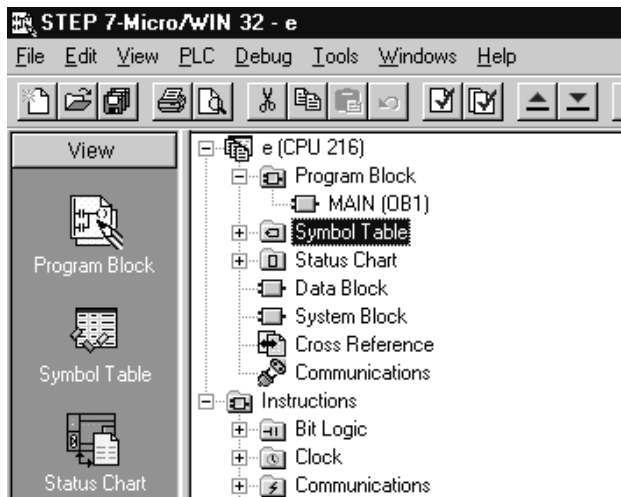 STEP 7-Micro/WIN 32 - e
File Edit View PLC Debug Tools Windows Help
View
Program Block
Symbol Table
Status Chart
e (CPU 216)
Program Block
MAIN (OB1)
Symbol Table
Status Chart
Data Block
System Block
Cross Reference
Communications
Instructions
Bit Logic
Clock
Communications